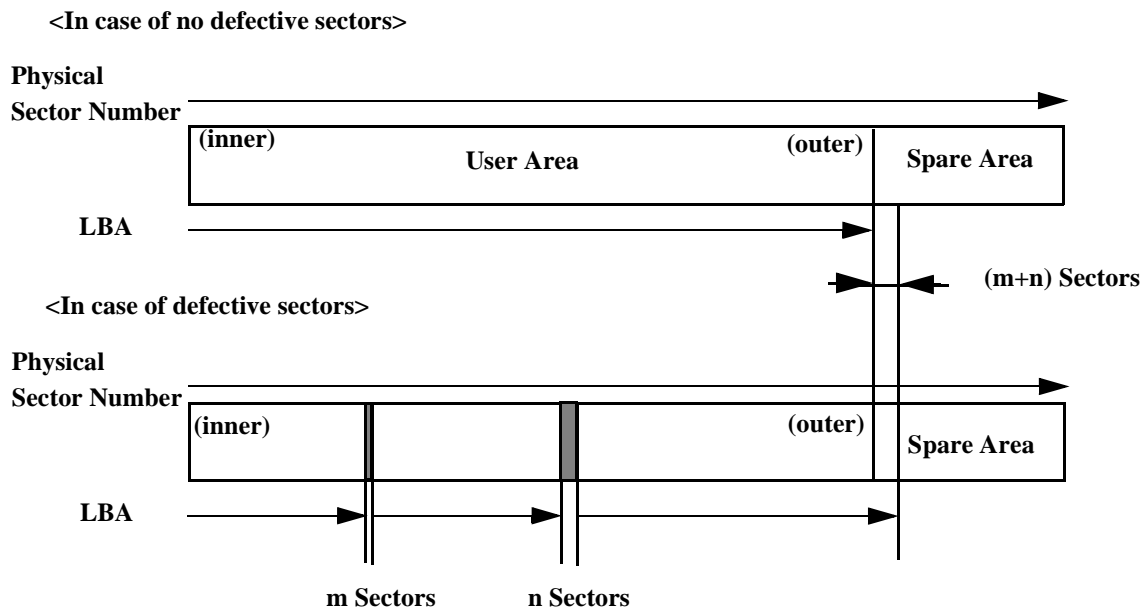 <In case of no defective sectors>
Physical
Sector Number
(inner)
User Area
(outer)
Spare Area
LBA
(m+n) Sectors
<In case of defective sectors>
Physical
Sector Number
(inner)
(outer)
Spare Area
LBA
m Sectors
n Sectors